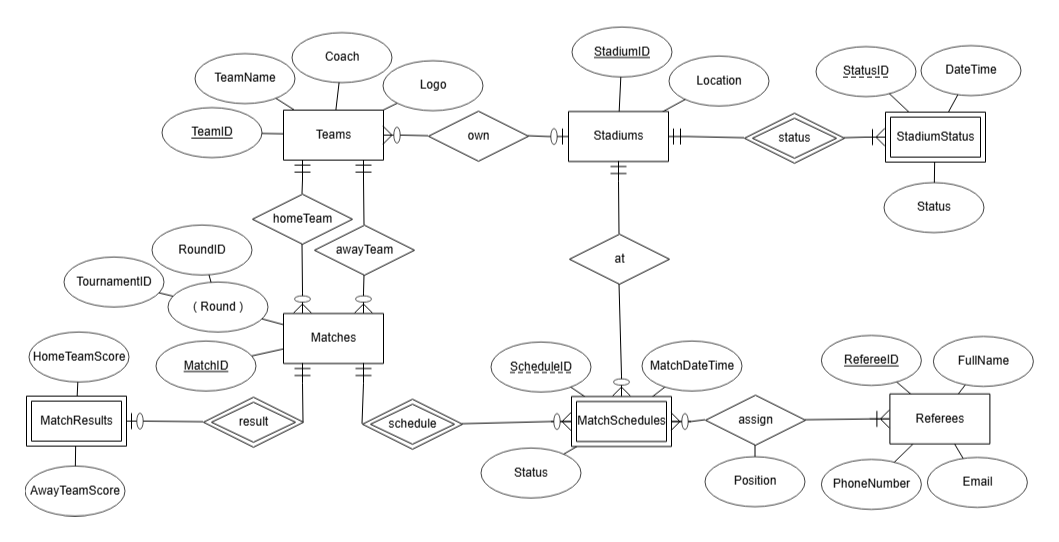 StadiumID
Coach
DateTime
StatusID
TeamName
Location
Logo
TeamID
Teams
own
Stadiums
status
StadiumStatus
Status
homeTeam
RoundID
awayTeam
at
TournamentID
( Round )
Matches
HomeTeamScore
MatchID
ScheduleID
MatchDateTime
RefereeID
FullName
MatchResults
result
schedule
MatchSchedules
assign
Referees
Status
Position
PhoneNumber
Email
AwayTeamScore